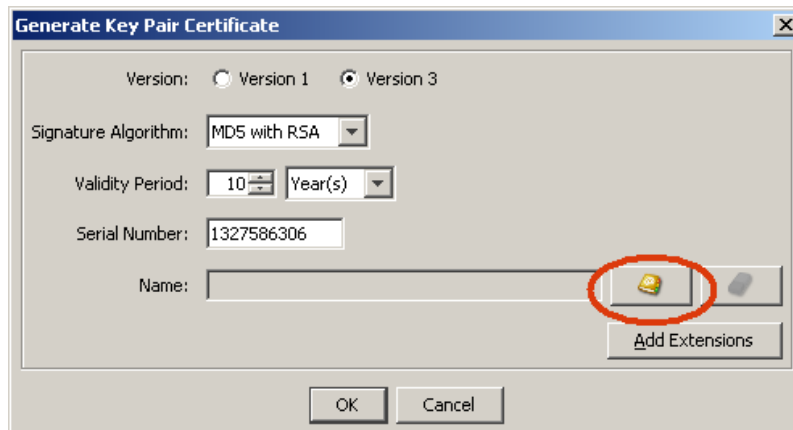 Generate Key Pair Certificate
Version: Version 1 Version 3
Signature Algorithm: MD5 with RSA
Validity Period: 10 Year(s)
Serial Number: 1327586306
Name:
Add Extensions
OK Cancel